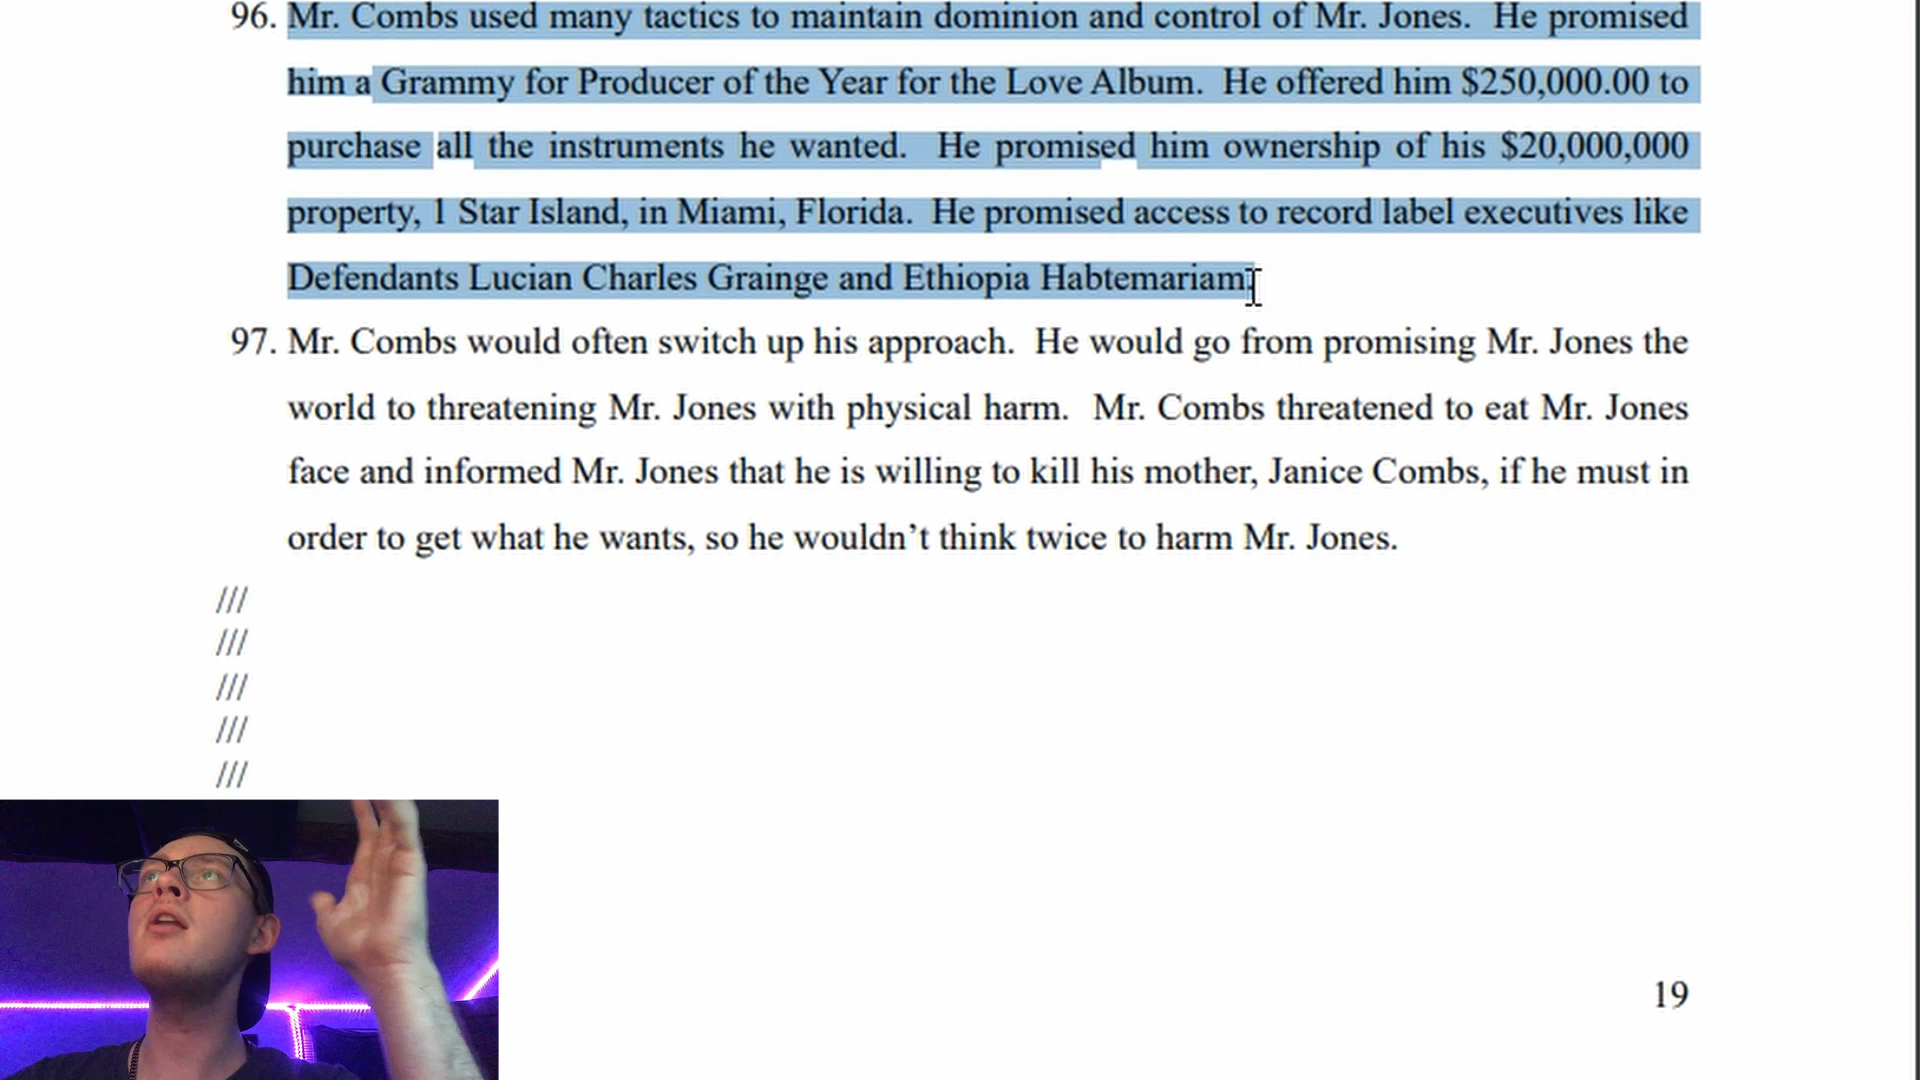 96. Mr. Combs used many tactics to maintain dominion and control of Mr. Jones. He promised
him a Grammy for Producer of the Year for the Love Album. He offered him $250,000.00 to
purchase all the instruments he wanted. He promised him ownership of his $20,000,000
property, 1 Star Island, in Miami, Florida. He promised access to record label executives like
Defendants Lucian Charles Grainge and Ethiopia Habtemariam.
97. Mr. Combs would often switch up his approach. He would go from promising Mr. Jones the
world to threatening Mr. Jones with physical harm. Mr. Combs threatened to eat Mr. Jones
face and informed Mr. Jones that he is willing to kill his mother, Janice Combs, if he must in
order to get what he wants, so he wouldn’t think twice to harm Mr. Jones.
///
///
///
///
///
19